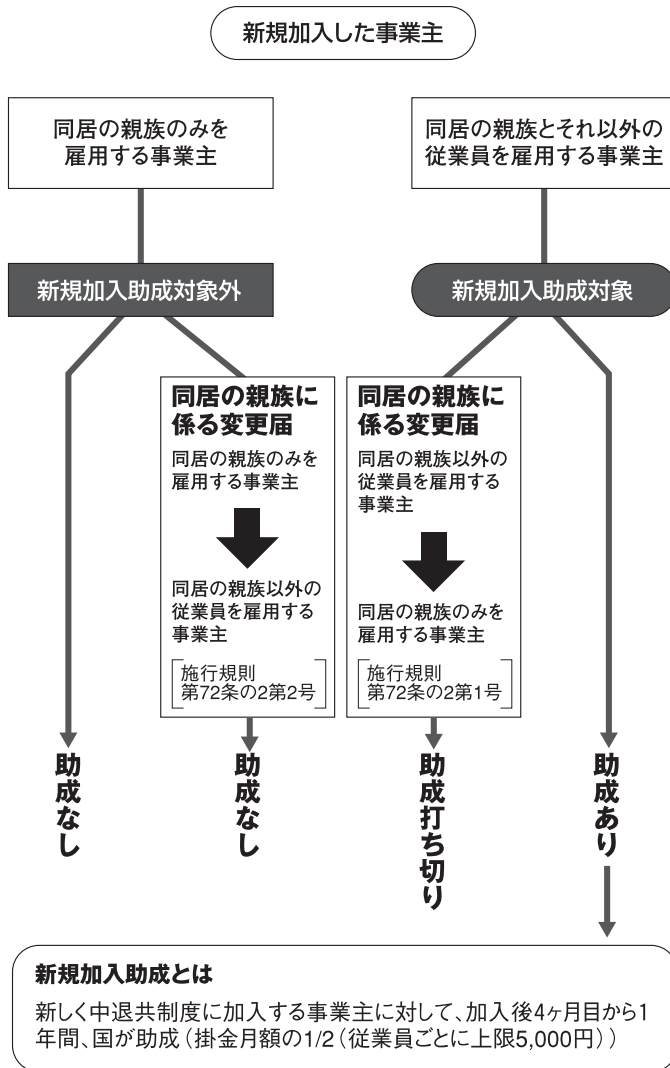 新規加入した事業主
同居の親族のみを
雇用する事業主
同居の親族とそれ以外の
従業員を雇用する事業主
新規加入助成対象外
新規加入助成対象
同居の親族に
係る変更届
同居の親族のみを
雇用する事業主
同居の親族以外の
従業員を雇用する
事業主
施行規則
第72条の2第2号
同居の親族に
係る変更届
同居の親族以外の
従業員を雇用する
事業主
同居の親族のみを
雇用する事業主
施行規則
第72条の2第1号
助成なし
助成なし
助成打ち切り
助成あり
新規加入助成とは
新しく中退共制度に加入する事業主に対して、加入後4ヶ月目から1
年間、国が助成（掛金月額の1/2（従業員ごとに上限5,000円））